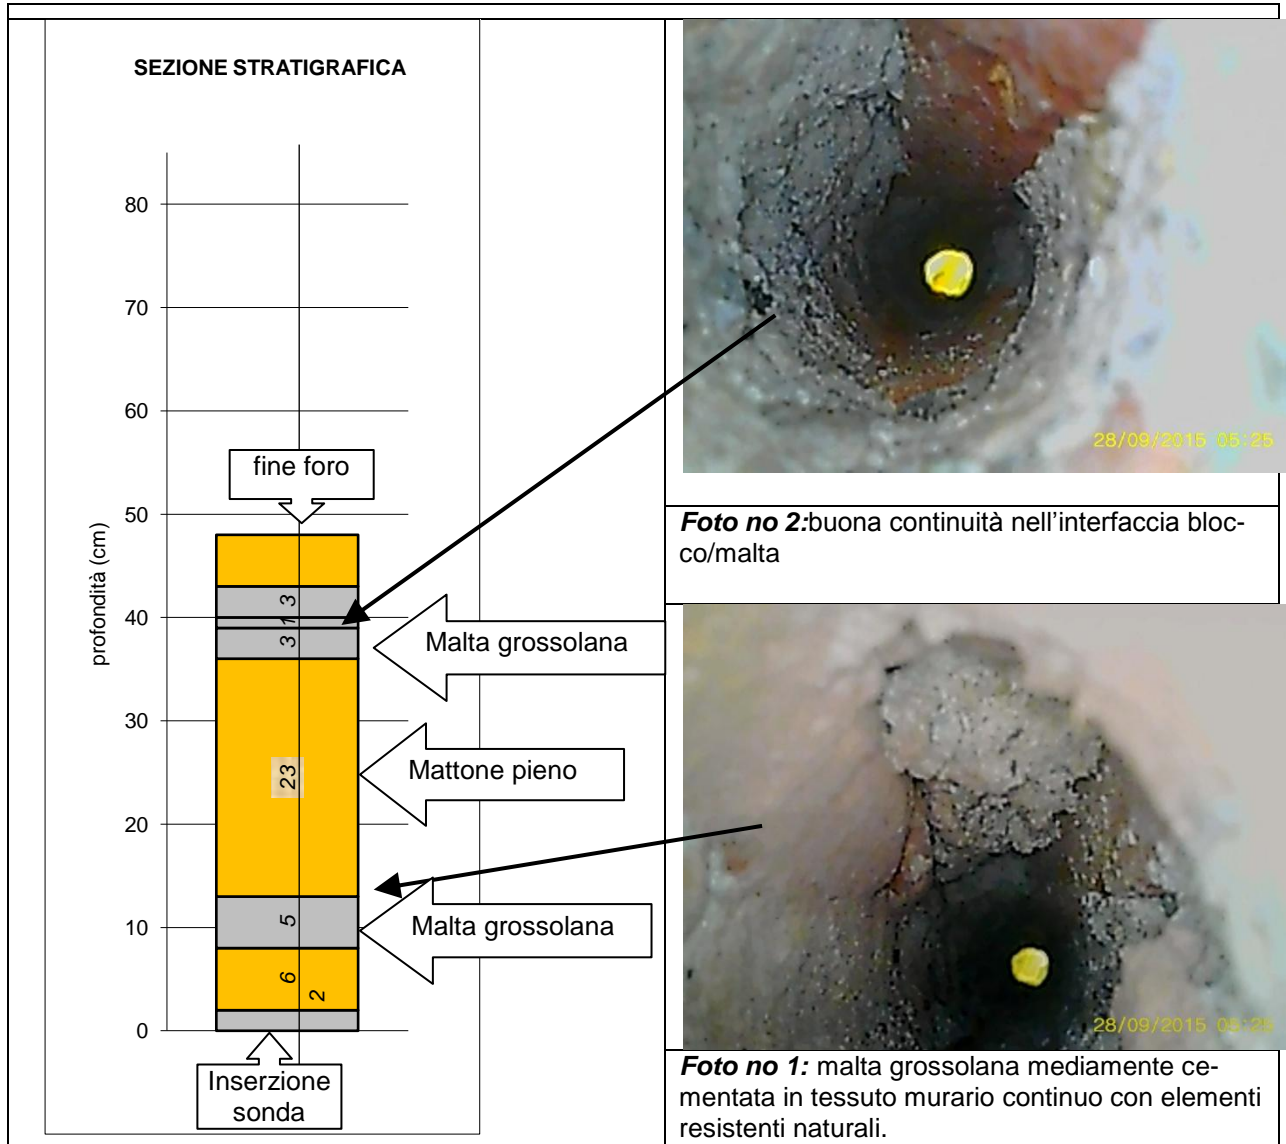 SEZIONE STRATIGRAFICA
80
70
60
fine foro
50
profondità (cm)
3
40
1
3
Malta grossolana
30
23
Mattone pieno
20
5
10
Malta grossolana
6
2
0
Inserzione
sonda
28/09/2015 05:25
Foto no 2:buona continuità nell'interfaccia bloc-
co/malta
28/09/2015 05:25
Foto no 1: malta grossolana mediamente ce-
mentata in tessuto murario continuo con elementi
resistenti naturali.